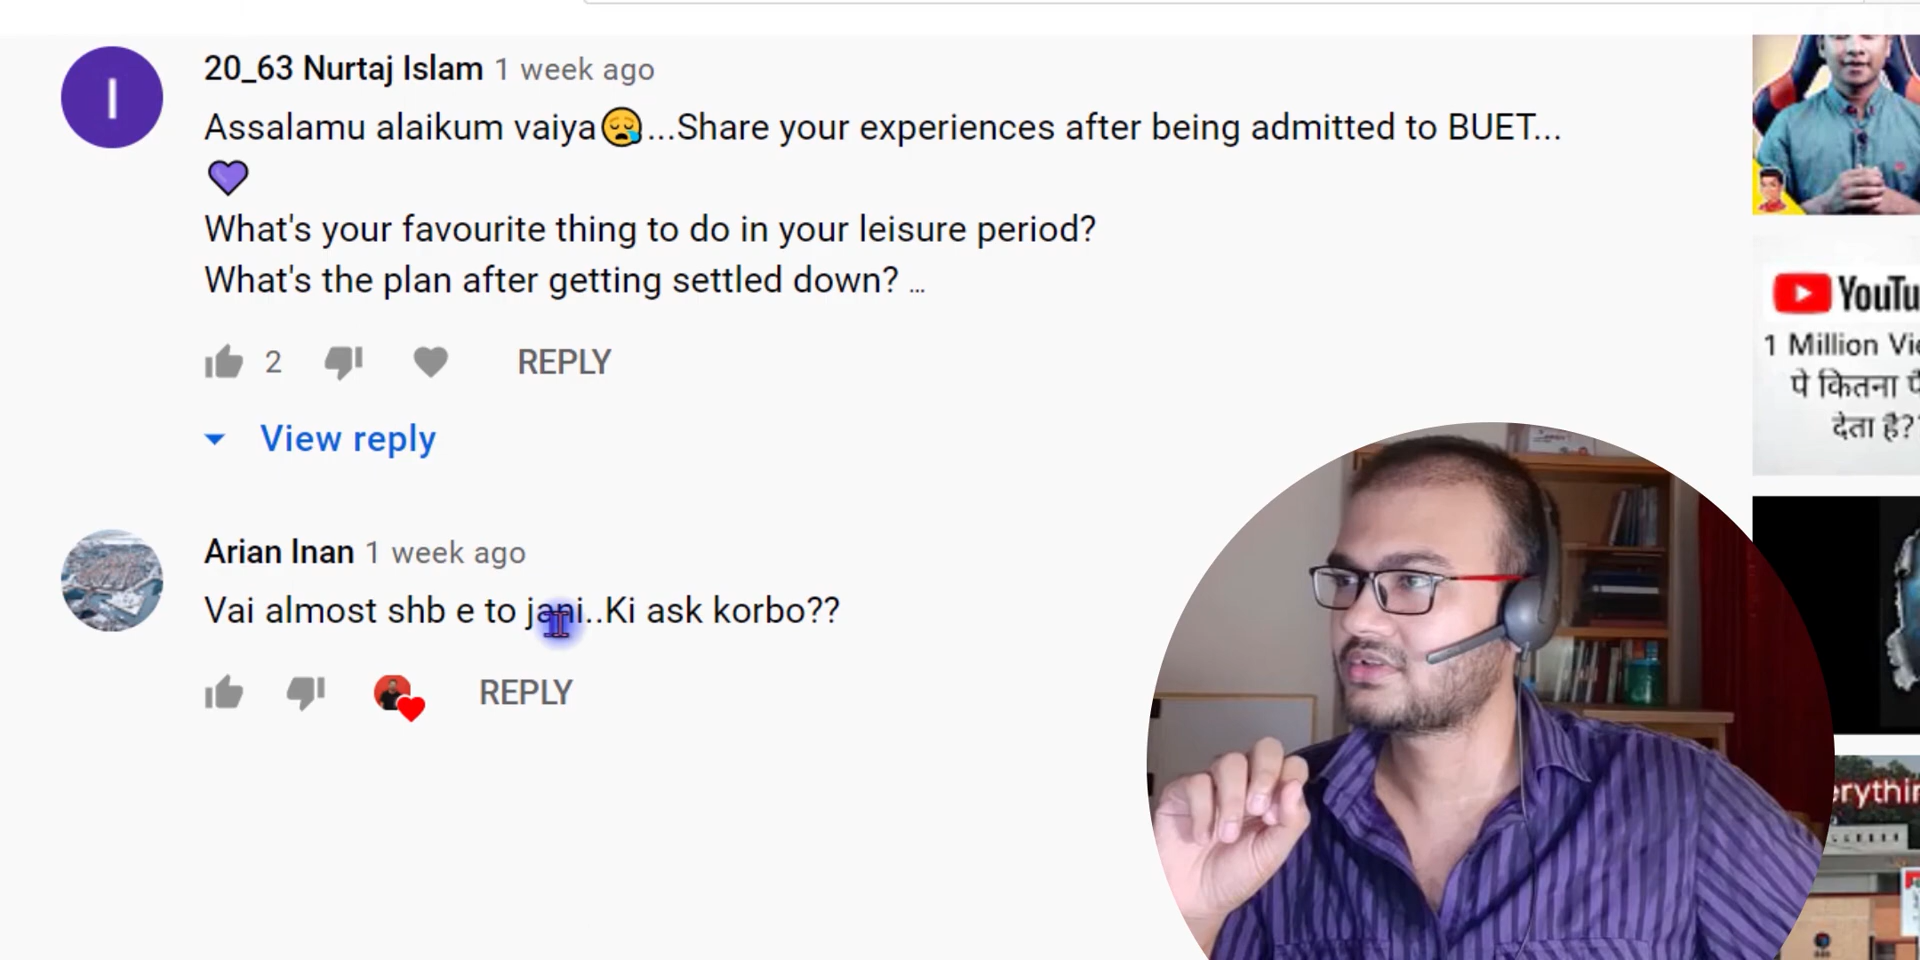 20_63 Nurtaj Islam 1 week ago
Assalamu alaikum vaiya😪...Share your experiences after being admitted to BUET...
💜
What's your favourite thing to do in your leisure period?
What's the plan after getting settled down? ...
2 REPLY
View reply
Arian Inan 1 week ago
Vai almost shb e to jani..Ki ask korbo??
REPLY
YouTu
1 Million Vie
पे कितना
देता है?
erythin